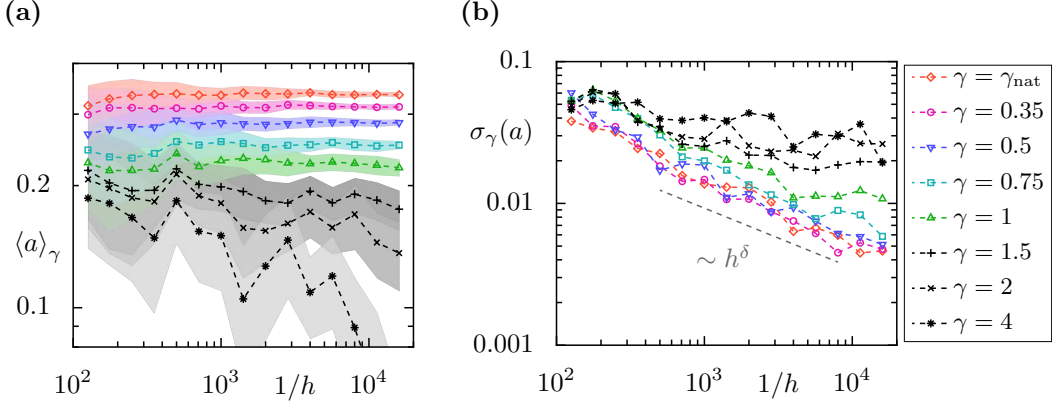 (a)
0.2
⟨a⟩γ
0.1
10² 10³ 1/h 10⁴
(b)
0.1
σγ(a)
0.01
0.001
∼ h^δ
10² 10³ 1/h 10⁴
γ = γnat
γ = 0.35
γ = 0.5
γ = 0.75
γ = 1
γ = 1.5
γ = 2
γ = 4